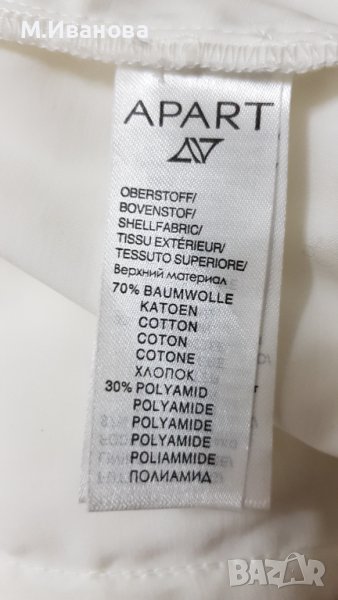 М.Иванова
APART
OBERSTOFF/
BOVENSTOF/
SHELLFABRIC/
TISSU EXTÉRIEUR/
TESSUTO SUPERIORE/
Верхний материал
70% BAUMWOLLE
KATOEN
COTTON
COTON
COTONE
ХЛОПОК
30% POLYAMID
POLYAMIDE
POLYAMIDE
POLYAMIDE
POLIAMMIDE
ПОЛИАМИД
BAZAR